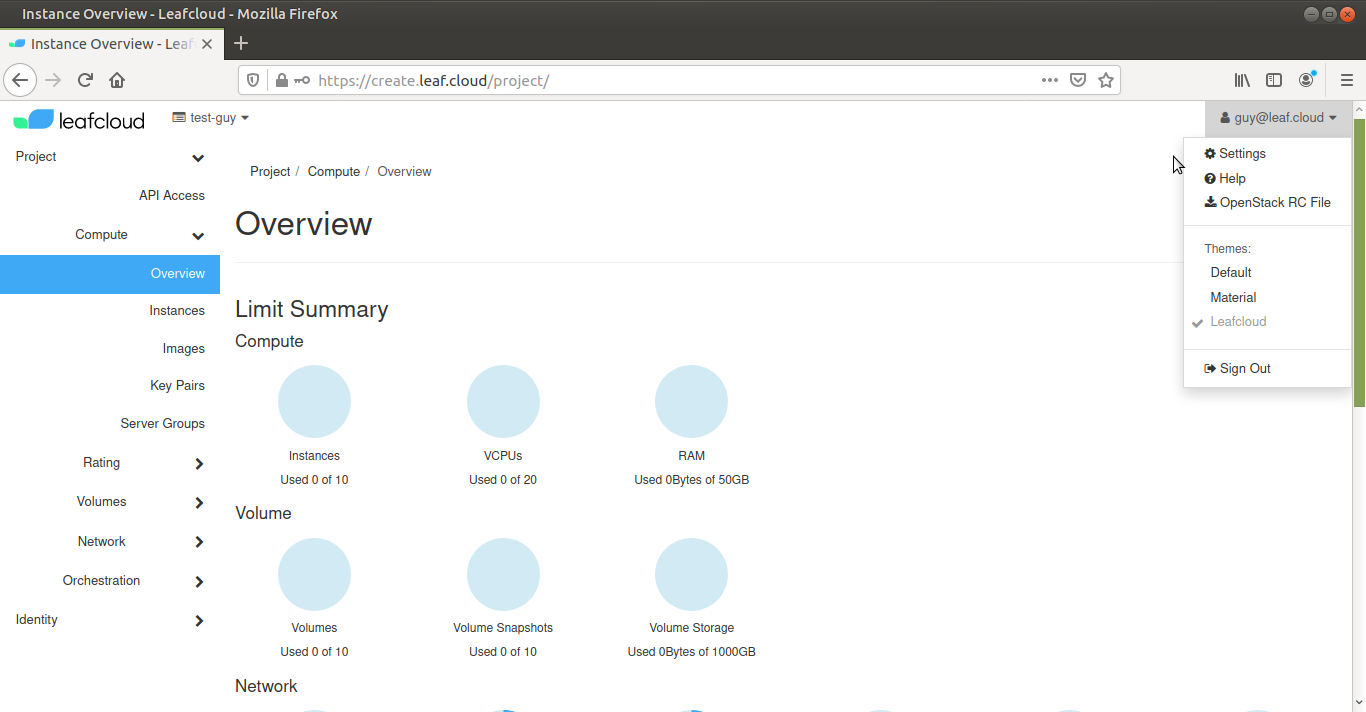 Instance Overview - Leafcloud - Mozilla Firefox
Instance Overview - Leaf
https://create.leaf.cloud/project/
leafcloud
test-guy
guy@leaf.cloud
Project
API Access
Compute
Overview
Instances
Images
Key Pairs
Server Groups
Rating
Volumes
Network
Orchestration
Identity
Project / Compute / Overview
Overview
Limit Summary
Compute
Instances VCPUs RAM
Used 0 of 10 Used 0 of 20 Used 0Bytes of 50GB
Volume
Volumes Volume Snapshots Volume Storage
Used 0 of 10 Used 0 of 10 Used 0Bytes of 1000GB
Network
Settings
Help
OpenStack RC File
Themes:
Default
Material
Leafcloud
Sign Out